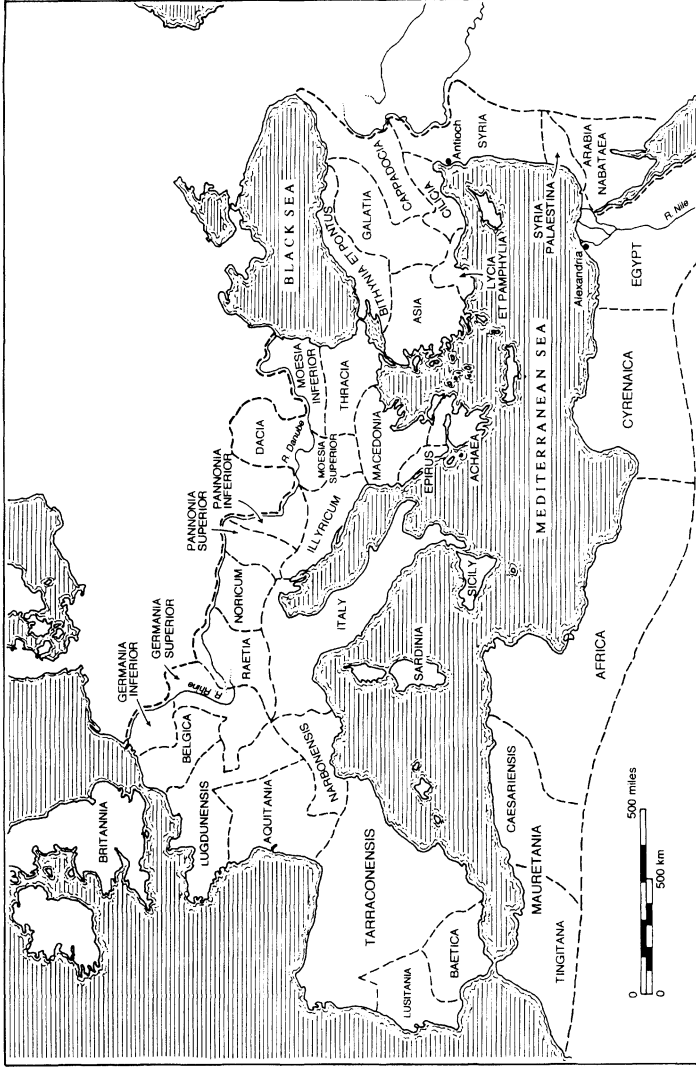 BRITANNIA
GERMANIA
INFERIOR
GERMANIA
SUPERIOR
R. Rhine
BELGICA
LUGDUNENSIS
AQUITANIA
NARBONENSIS
TARRACONENSIS
LUSITANIA
BAETICA
RAETIA
NORICUM
PANNONIA
SUPERIOR
PANNONIA
INFERIOR
DACIA
R. Danube
ILLYRICUM
MOESIA
SUPERIOR
MOESIA
INFERIOR
THRACIA
MACEDONIA
EPIRUS
ACHAEA
ITALY
SARDINIA
SICILY
BLACK SEA
BITHYNIA ET PONTUS
GALATIA
CAPPADOCIA
CILICIA
ASIA
LYCIA
ET PAMPHYLIA
Antioch
SYRIA
SYRIA
PALAESTINA
ARABIA
NABATAEA
MEDITERRANEAN SEA
Alexandria
R. Nile
EGYPT
CYRENAICA
AFRICA
CAESARIENSIS
MAURETANIA
TINGITANA
0
500 miles
0
500 km